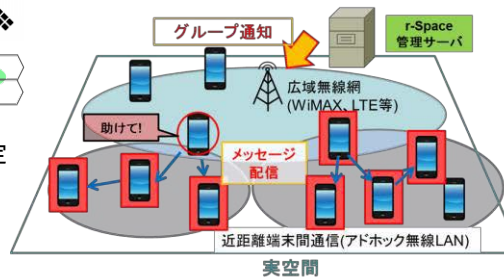 グループ通知
r-Space
管理サーバ
広域無線網
(WiMAX、LTE等)
助けて!
メッセージ
配信
近距離端末間通信(アドホック無線LAN)
実空間